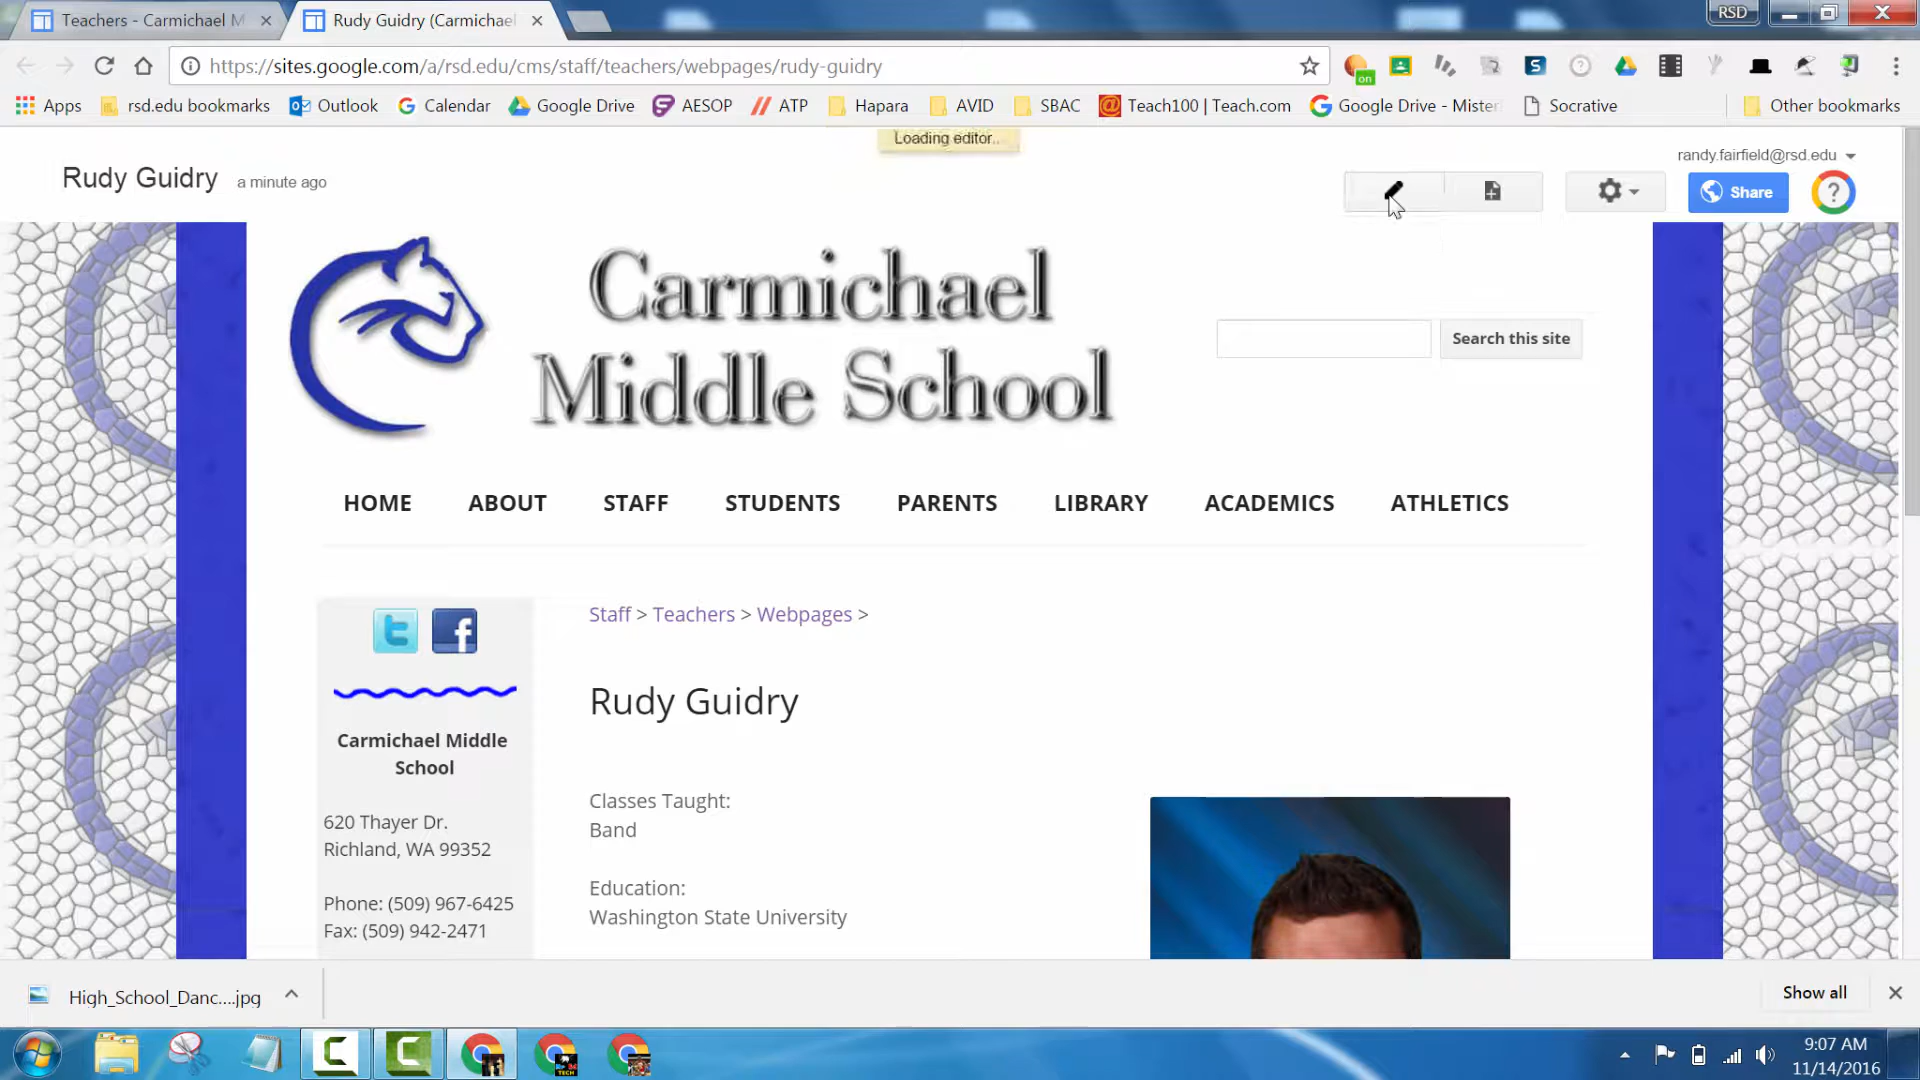 Teachers - Carmichael M
Rudy Guidry (Carmichael
RSD
https://sites.google.com/a/rsd.edu/cms/staff/teachers/webpages/rudy-guidry
on
Apps
rsd.edu bookmarks
Outlook
Calendar
Google Drive
AESOP
ATP
Hapara
AVID
SBAC
Teach100 | Teach.com
Google Drive - Mister
Socrative
Other bookmarks
Loading editor..
Rudy Guidry a minute ago
randy.fairfield@rsd.edu
Share
?
Carmichael
Middle School
Search this site
HOME ABOUT STAFF STUDENTS PARENTS LIBRARY ACADEMICS ATHLETICS
Staff > Teachers > Webpages >
Rudy Guidry
Carmichael Middle
School
620 Thayer Dr.
Richland, WA 99352
Phone: (509) 967-6425
Fax: (509) 942-2471
Classes Taught:
Band
Education:
Washington State University
High_School_Danc....jpg
Show all
TECH
9:07 AM
11/14/2016